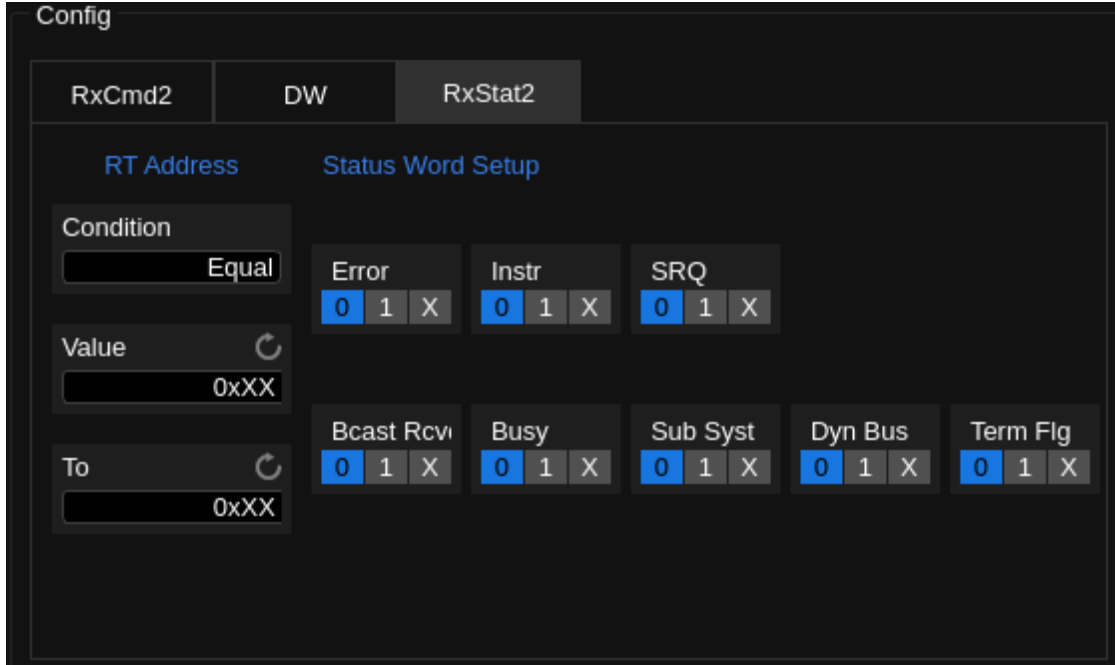 Config
RxCmd2 DW RxStat2
RT Address Status Word Setup
Condition
Equal
Error Instr SRQ
0 1 X 0 1 X 0 1 X
Value
0xXX
Bcast Rcv Busy Sub Syst Dyn Bus Term Flg
0 1 X 0 1 X 0 1 X 0 1 X 0 1 X
To
0xXX